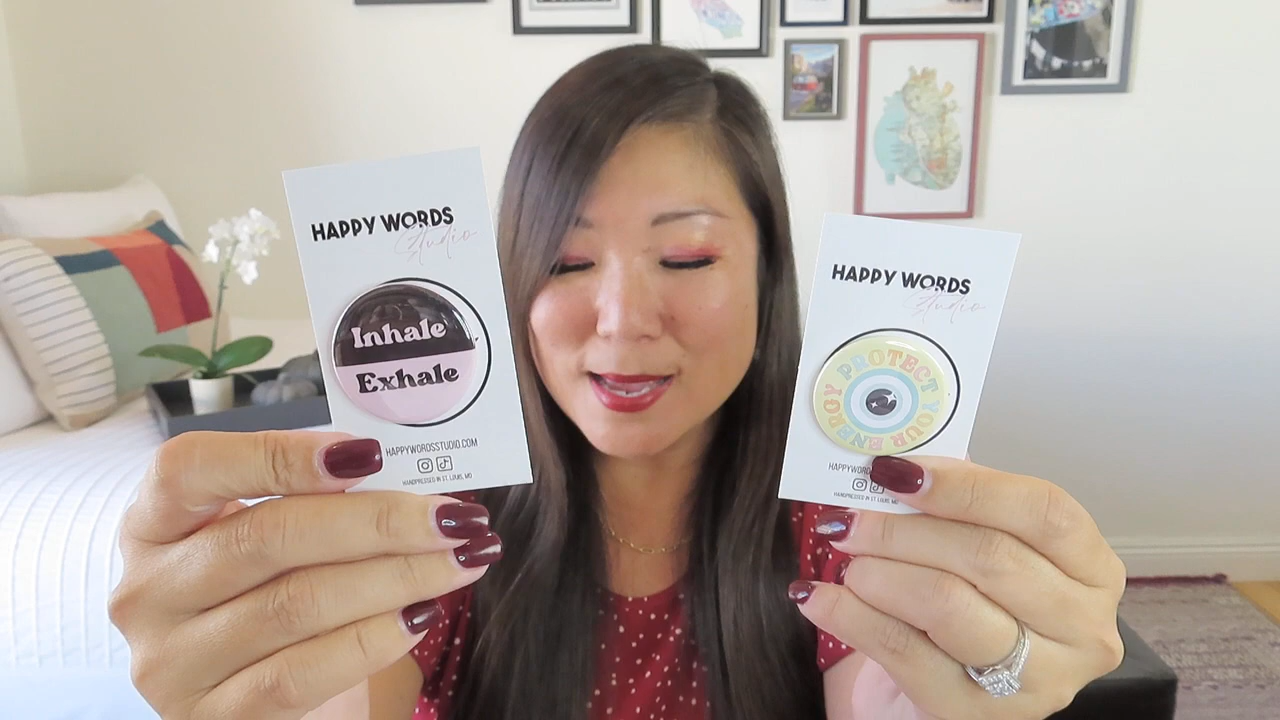 HAPPY WORDS
Studio
Inhale
Exhale
HAPPYWORDSSTUDIO.COM
HANDPRESSED IN ST. LOUIS, MO
HAPPY WORDS
Studio
PROTECT YOUR ENERGY
HANDPRESSED IN ST. LOUIS, MO